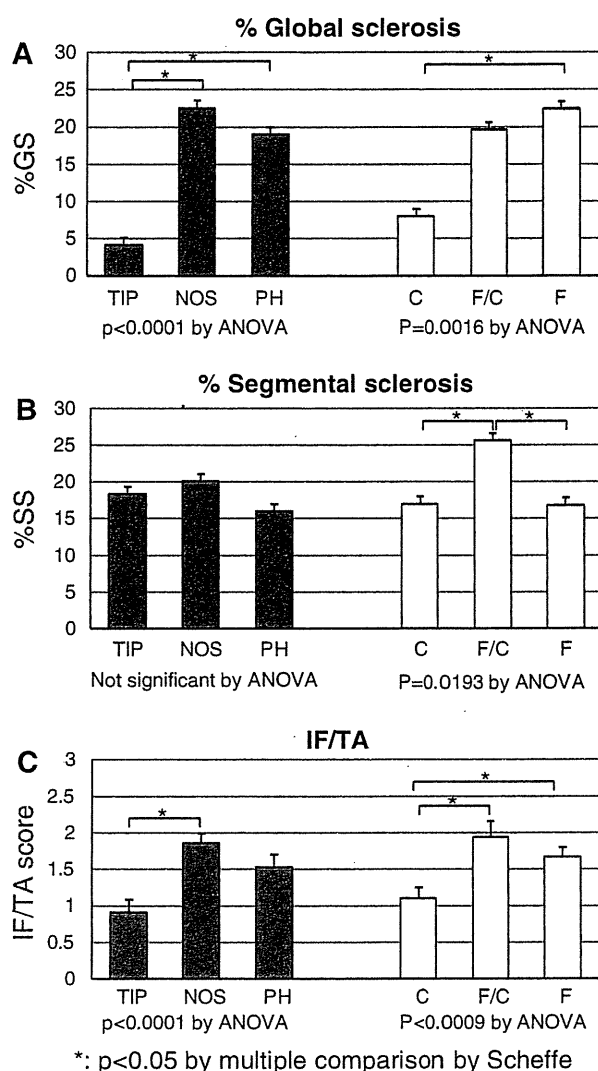 % Global sclerosis
A
30
25
20
15
10
5
0
%GS
* *
*
TIP NOS PH C F/C F
p<0.0001 by ANOVA P=0.0016 by ANOVA
% Segmental sclerosis
B
30
25
20
15
10
5
0
%SS
* *
TIP NOS PH C F/C F
Not significant by ANOVA P=0.0193 by ANOVA
IF/TA
C
3
2.5
2
1.5
1
0.5
0
IF/TA score
*
* *
TIP NOS PH C F/C F
p<0.0001 by ANOVA P<0.0009 by ANOVA
*: p<0.05 by multiple comparison by Scheffe